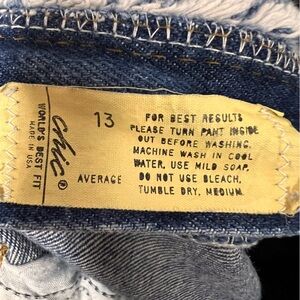 13
FOR BEST RESULTS
PLEASE TURN PANT INSIDE
OUT BEFORE WASHING.
MACHINE WASH IN COOL
WATER. USE MILD SOAP.
DO NOT USE BLEACH.
TUMBLE DRY, MEDIUM.
AVERAGE
chic®
WORLD'S BEST FIT
MADE IN U.S.A.